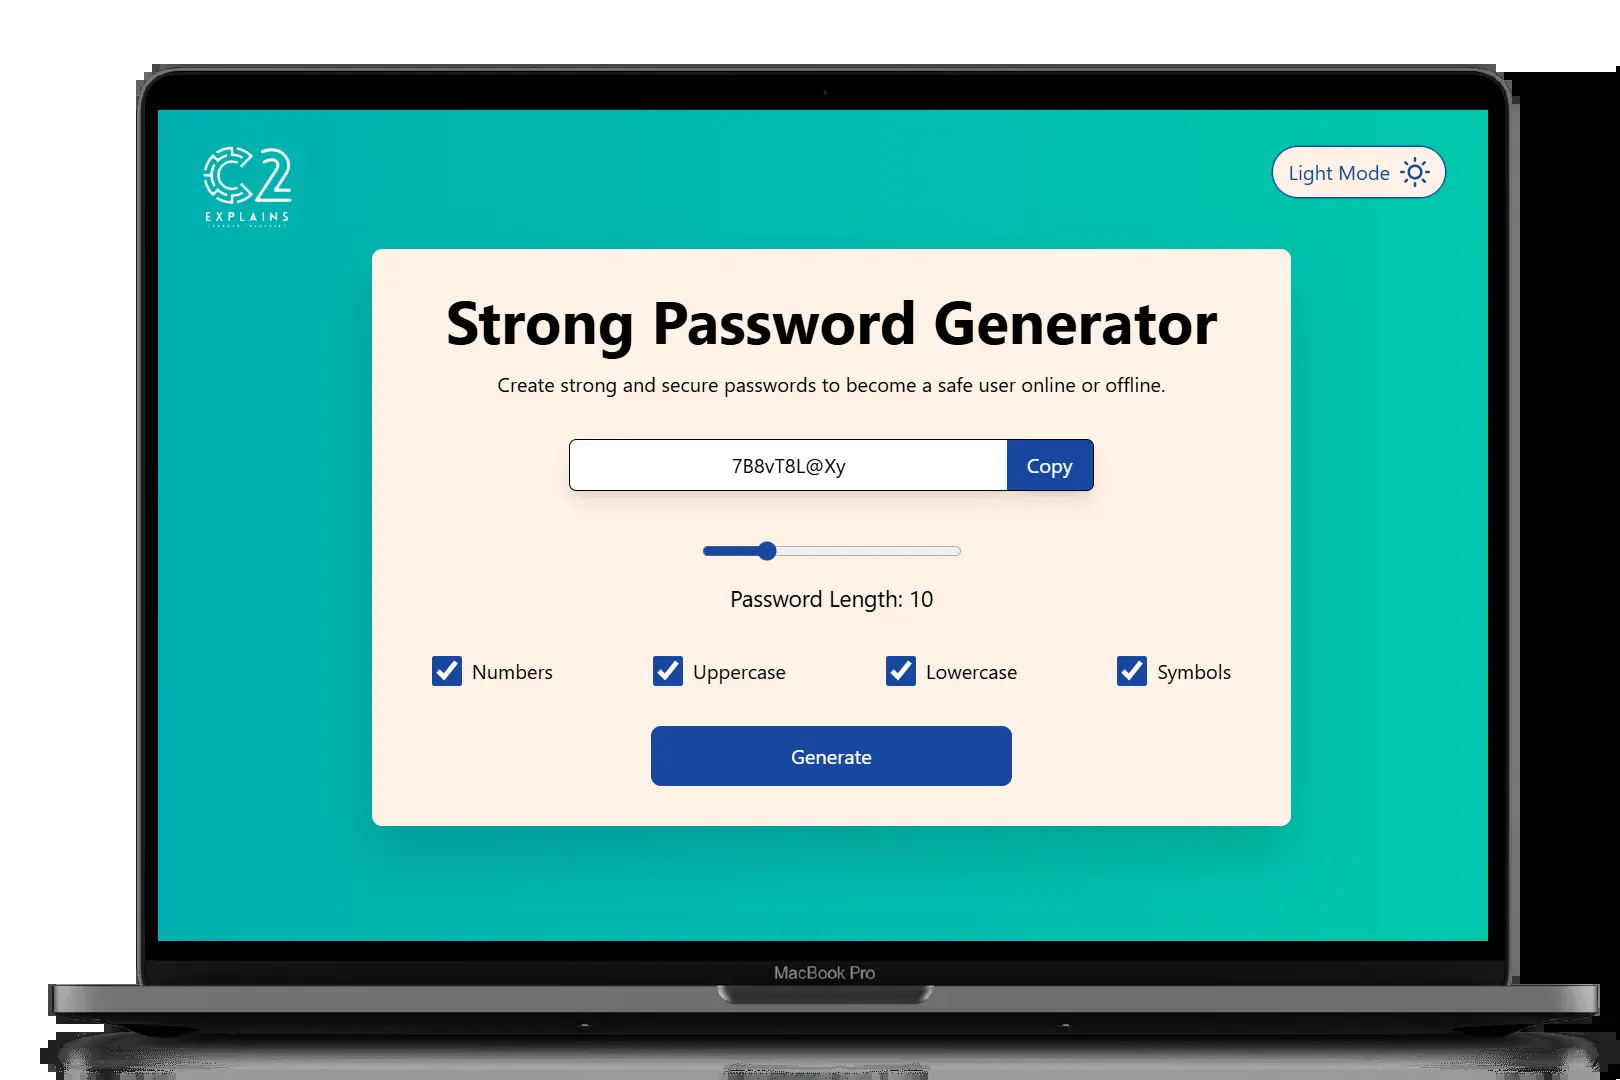 C2
EXPLAINS
Light Mode
Strong Password Generator
Create strong and secure passwords to become a safe user online or offline.
7B8vT8L@Xy
Copy
Password Length: 10
Numbers
Uppercase
Lowercase
Symbols
Generate
MacBook Pro